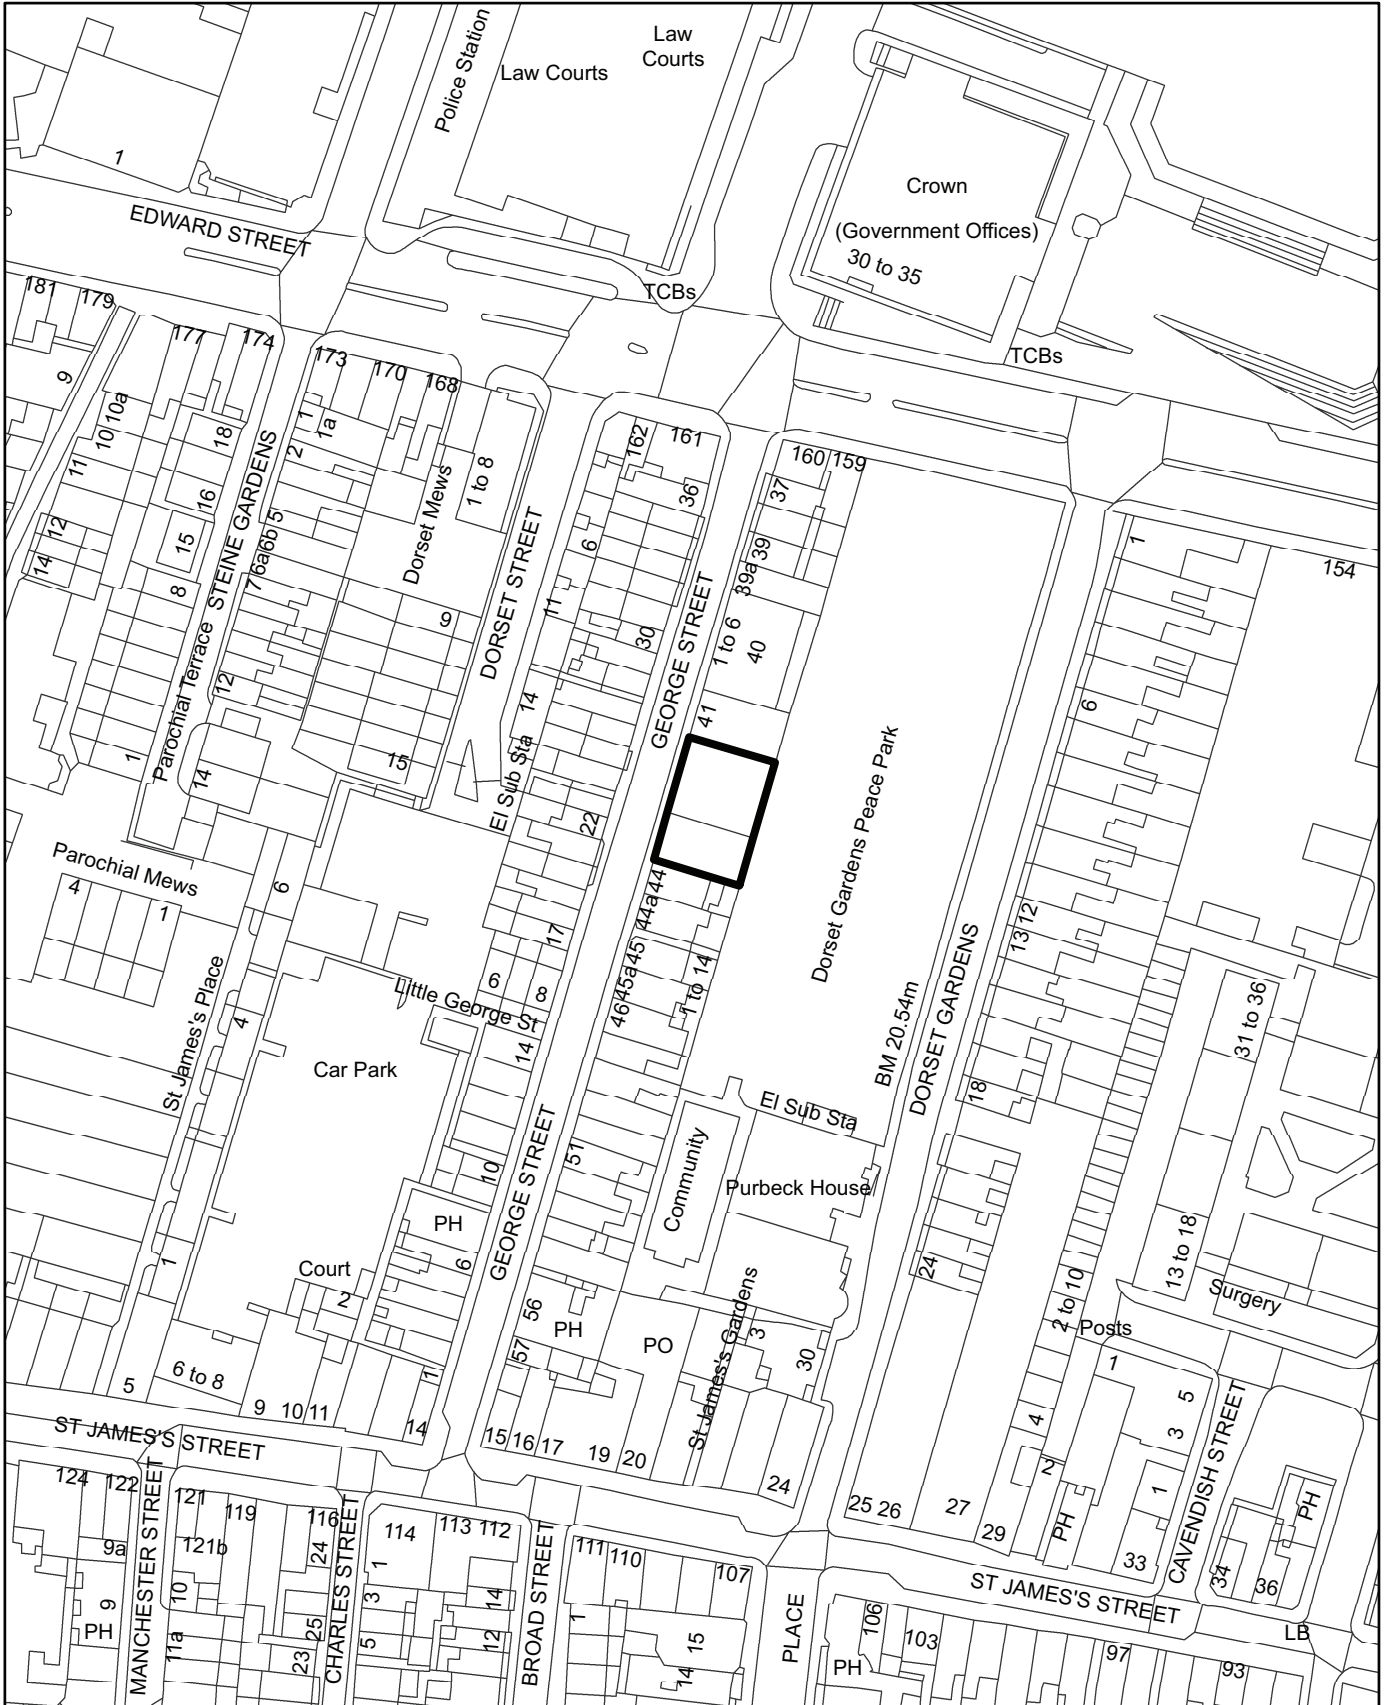 Police Station
Law Courts
Law
Courts
1
Crown
(Government Offices)
30 to 35
EDWARD STREET
TCBs
TCBs
181
179
177
174
173
170
168
9
10a
10
11
12
14
18
16
15
8
1
1a
2
5
6b
6a
7
12
14
1
STEINE GARDENS
Parochial Terrace
Dorset Mews
1 to 8
9
15
DORSET STREET
162
161
36
6
11
30
14
El Sub Sta
22
GEORGE STREET
160
159
37
39
39a
1 to 6
40
41
44
44a
45
45a
46
1 to 14
Dorset Gardens Peace Park
BM 20.54m
DORSET GARDENS
1
154
6
12
13
18
24
31 to 36
13 to 18
Surgery
2 to 10
Posts
Parochial Mews
4
1
6
St James's Place
4
1
Car Park
Little George St
17
6
8
14
10
PH
6
1
GEORGE STREET
51
Community
El Sub Sta
Purbeck House
Court
2
56
57
PH
PO
St James's Gardens
3
30
5
6 to 8
9
10
11
14
15
16
17
19
20
24
25
26
27
29
4
2
PH
33
1
5
3
1
CAVENDISH STREET
34
36
PH
ST JAMES'S STREET
124
122
121
119
116
114
113
112
111
110
107
9a
121b
9
10
PH
11a
MANCHESTER STREET
24
25
23
CHARLES STREET
1
3
5
14
12
BROAD STREET
1
15
14
PLACE
106
103
PH
ST JAMES'S STREET
97
93
LB